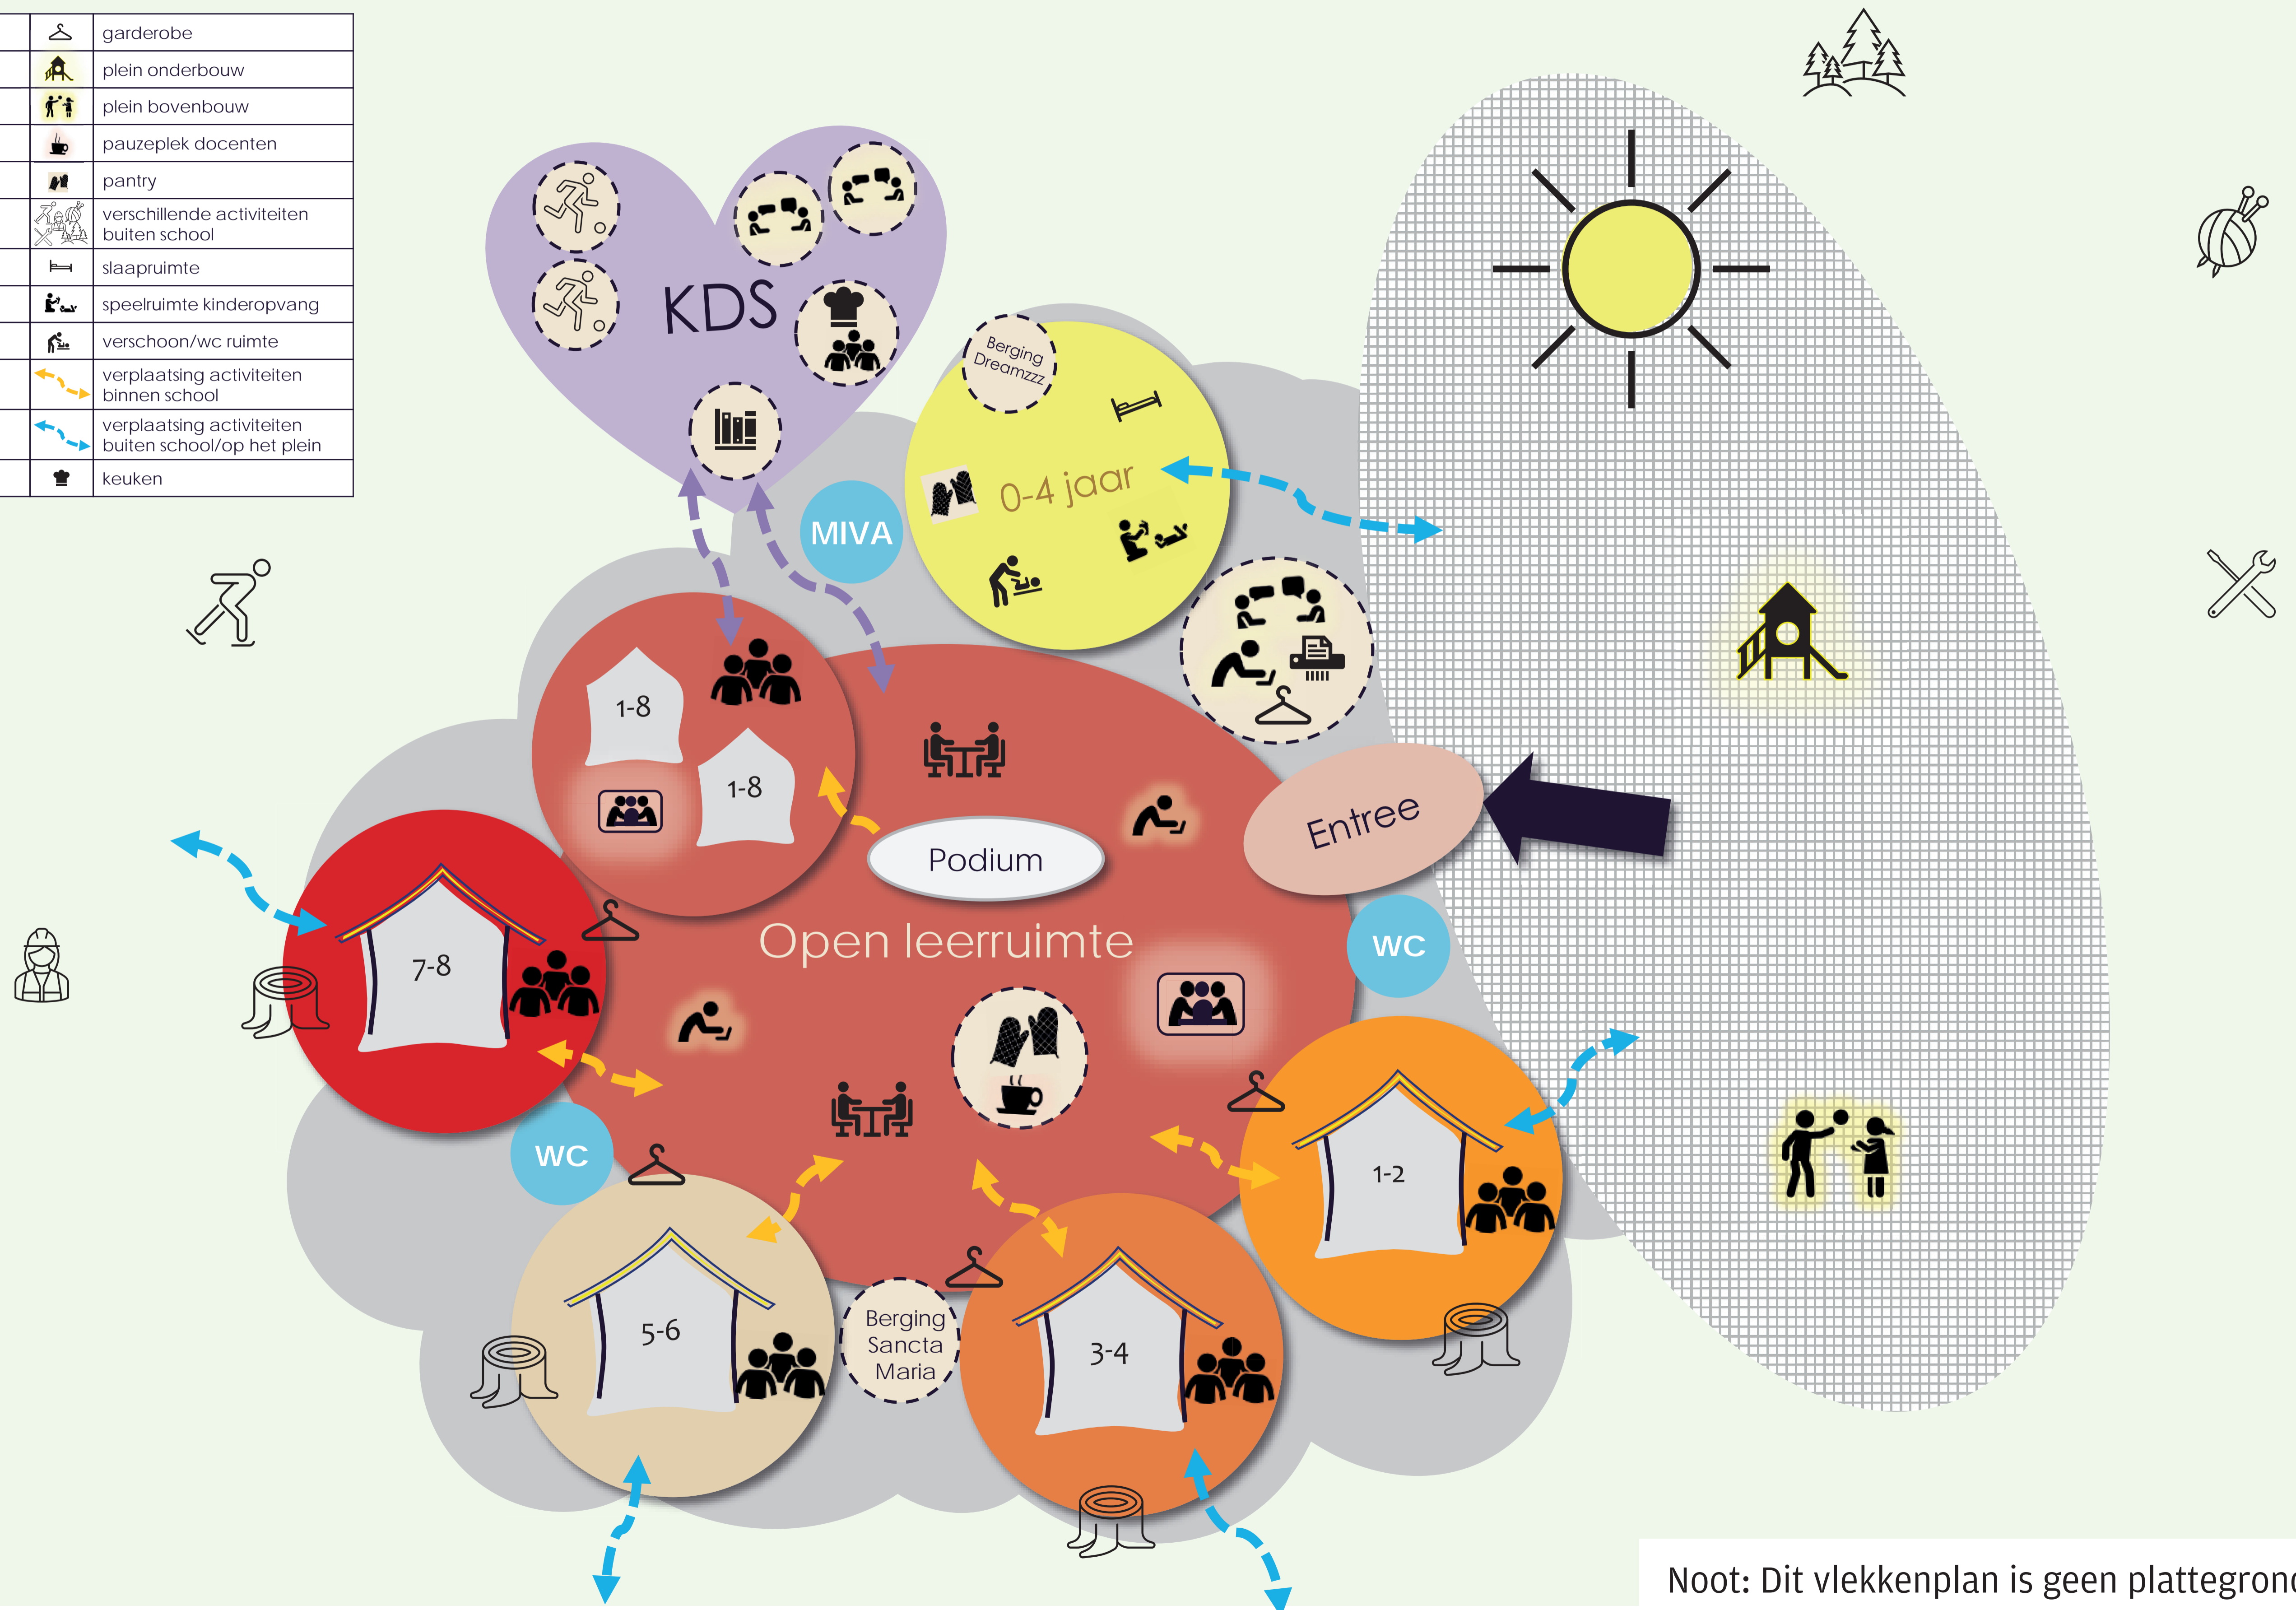 garderobe
plein onderbouw
plein bovenbouw
pauzeplek docenten
pantry
verschillende activiteiten
buiten school
slaapruimte
speelruimte kinderopvang
verschoon/wc ruimte
verplaatsing activiteiten
binnen school
verplaatsing activiteiten
buiten school/op het plein
keuken
KDS
Berging
Dreamzzz
0-4 jaar
MIVA
1-8
1-8
Entree
Podium
Open leerruimte
WC
7-8
WC
1-2
5-6
Berging
Sancta
Maria
3-4
Noot: Dit vlekkenplan is geen plattegrond